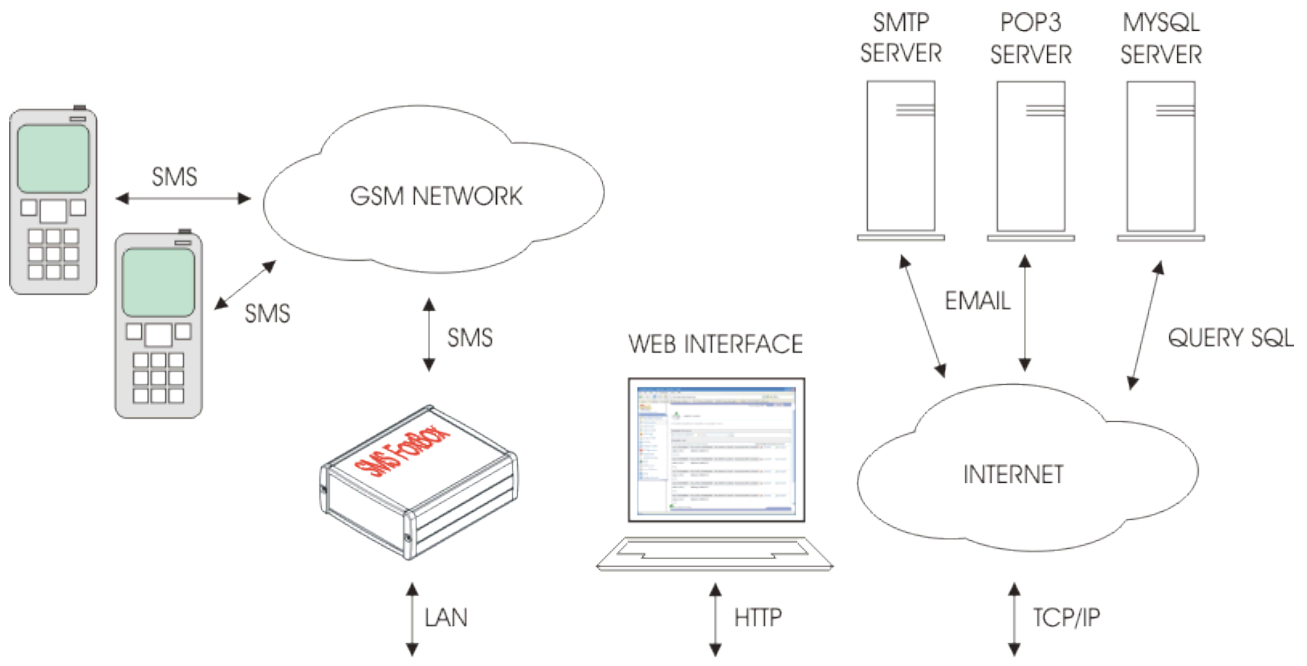 SMTP
SERVER
POP3
SERVER
MYSQL
SERVER
SMS
GSM NETWORK
SMS
SMS
EMAIL
QUERY SQL
WEB INTERFACE
SMS FoxBox
INTERNET
LAN
HTTP
TCP/IP